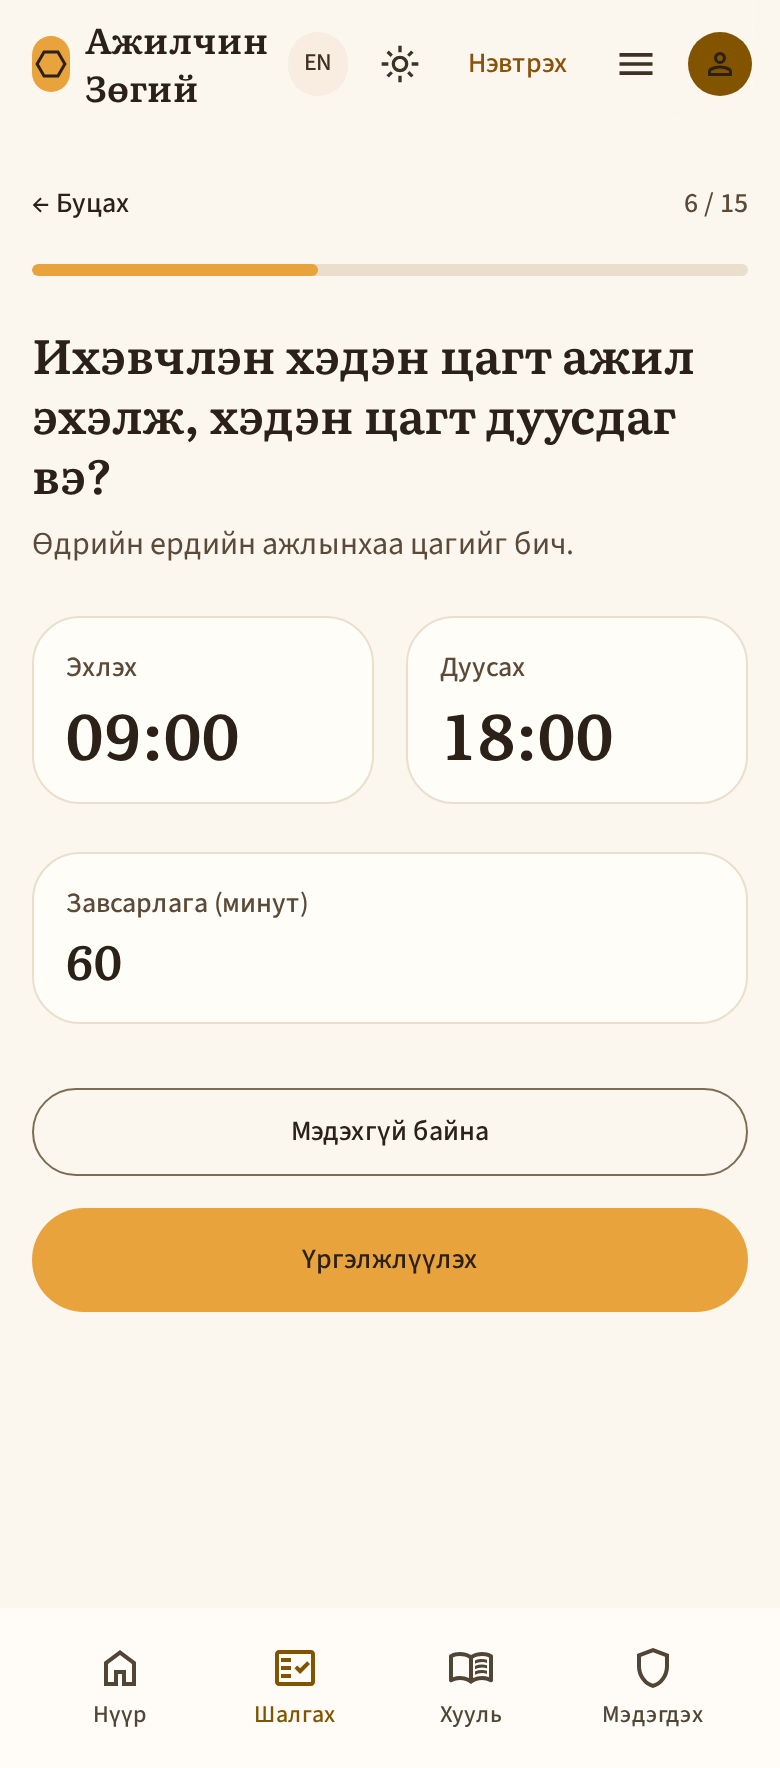 Ажилчин
Зөгий
EN
Нэвтрэх
← Буцах
6 / 15
Ихэвчлэн хэдэн цагт ажил
эхэлж, хэдэн цагт дуусдаг
вэ?
Өдрийн ердийн ажлынхаа цагийг бич.
Эхлэх
09:00
Дуусах
18:00
Завсарлага (минут)
60
Мэдэхгүй байна
Үргэлжлүүлэх
Нүүр
Шалгах
Хууль
Мэдэгдэх